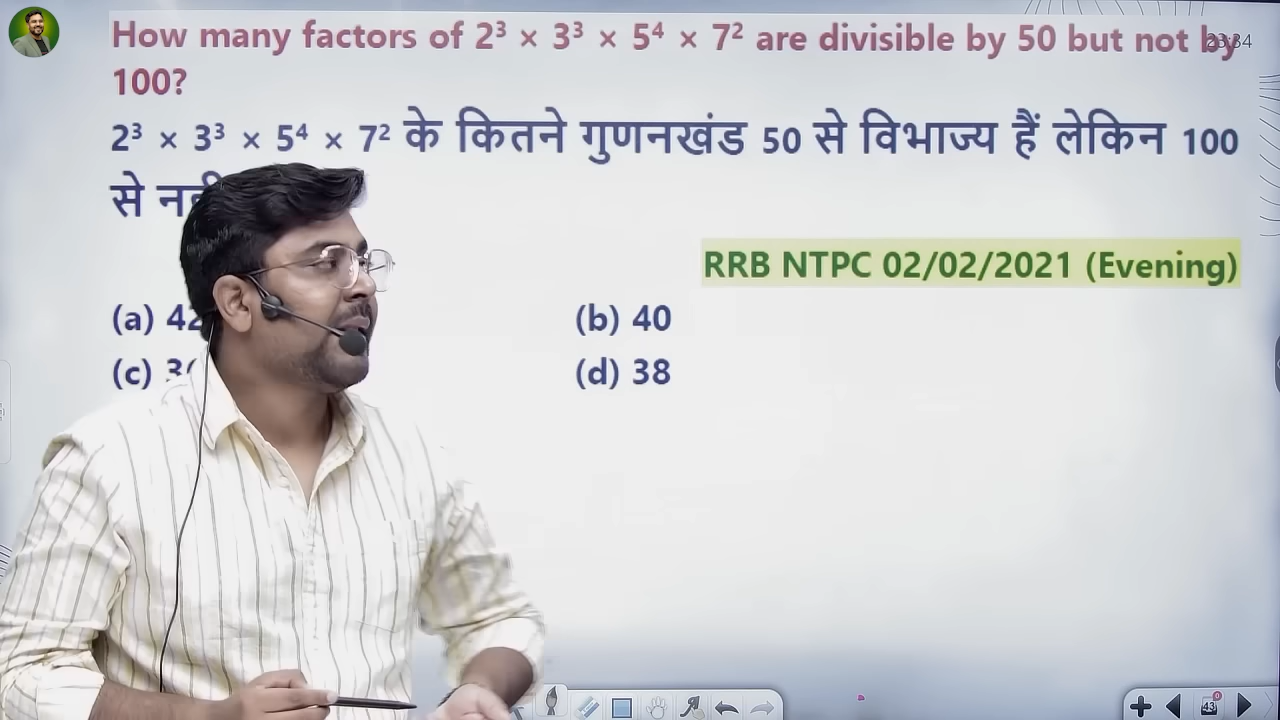 How many factors of 2³ × 3³ × 5⁴ × 7² are divisible by 50 but not by
100?
2³ × 3³ × 5⁴ × 7² के कितने गुणनखंड 50 से विभाज्य हैं लेकिन 100
से
RRB NTPC 02/02/2021 (Evening)
(a) (b) 40
(c) (d) 38
43